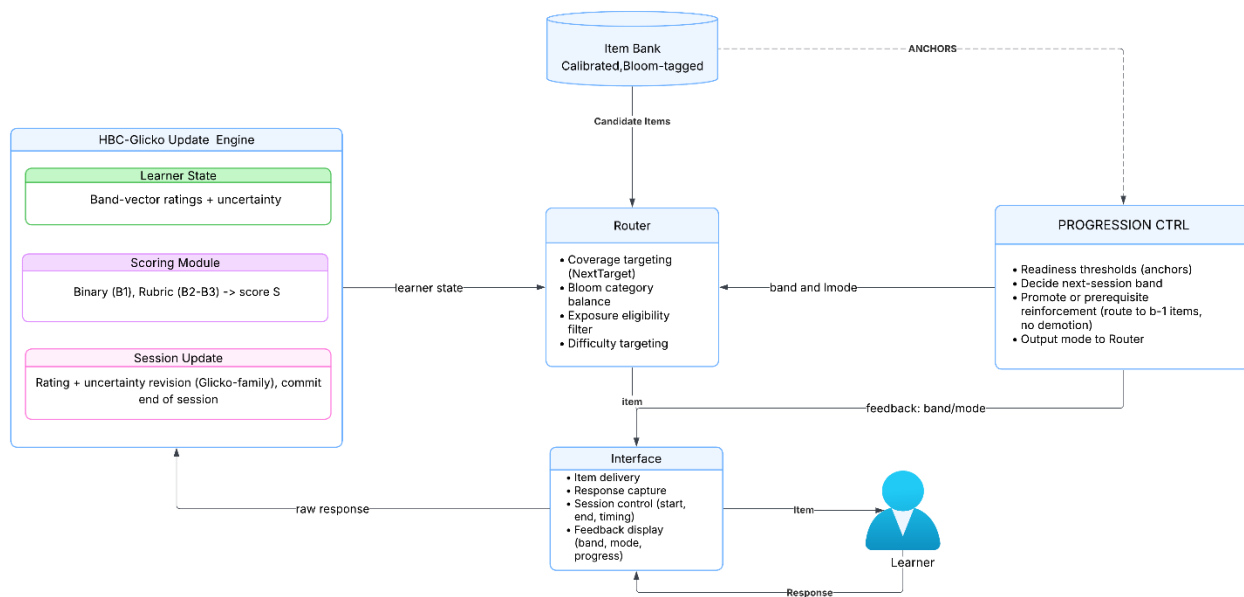 Item Bank
Calibrated,Bloom-tagged
ANCHORS
Candidate Items
HBC-Glicko Update Engine
Learner State
Band-vector ratings + uncertainty
Scoring Module
Binary (B1), Rubric (B2-B3) -> score S
Session Update
Rating + uncertainty revision (Glicko-family), commit
end of session
learner state
Router
• Coverage targeting
(NextTarget)
• Bloom category
balance
• Exposure eligibility
filter
• Difficulty targeting
band and lmode
PROGRESSION CTRL
• Readiness thresholds (anchors)
• Decide next-session band
• Promote or prerequisite
reinforcement (route to b-1 items,
no demotion)
• Output mode to Router
item
feedback: band/mode
Interface
• Item delivery
• Response capture
• Session control (start,
end, timing)
• Feedback display
(band, mode,
progress)
raw response
Item
Learner
Response